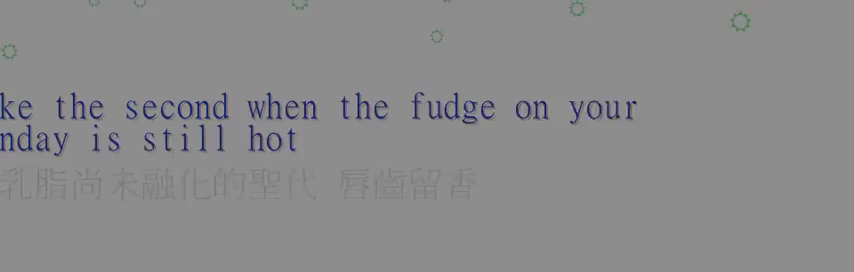 ke the second when the fudge on your
nday is still hot
乳脂尚未融化的聖代 唇齒留香